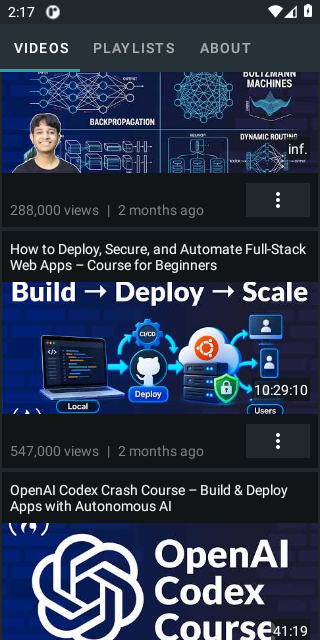 2:17
VIDEOS PLAYLISTS ABOUT
BOLTZMANN
MACHINES
BACKPROPAGATION
DYNAMIC ROUTING
inf.
288,000 views | 2 months ago
How to Deploy, Secure, and Automate Full-Stack
Web Apps – Course for Beginners
Build → Deploy → Scale
CI/CD
</>
Deploy
Local
Users
10:29:10
547,000 views | 2 months ago
OpenAI Codex Crash Course – Build & Deploy
Apps with Autonomous AI
OpenAI
Codex
Course
41:19